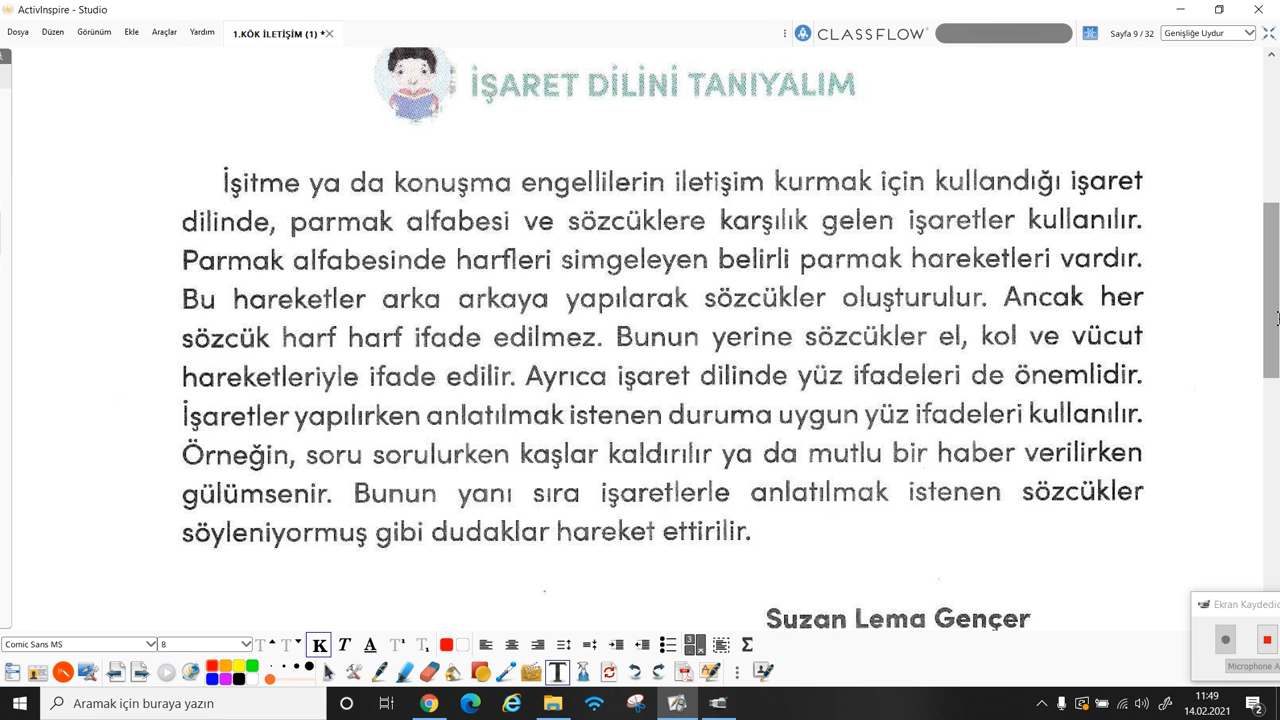 ActivInspire - Studio
Dosya Düzen Görünüm Ekle Araçlar Yardım 1.KÖK İLETİŞİM (1) * CLASSFLOW Sayfa 9 / 32 Genişliğe Uydur
İŞARET DİLİNİ TANIYALIM
İşitme ya da konuşma engellilerin iletişim kurmak için kullandığı işaret
dilinde, parmak alfabesi ve sözcüklere karşılık gelen işaretler kullanılır.
Parmak alfabesinde harfleri simgeleyen belirli parmak hareketleri vardır.
Bu hareketler arka arkaya yapılarak sözcükler oluşturulur. Ancak her
sözcük harf harf ifade edilmez. Bunun yerine sözcükler el, kol ve vücut
hareketleriyle ifade edilir. Ayrıca işaret dilinde yüz ifadeleri de önemlidir.
İşaretler yapılırken anlatılmak istenen duruma uygun yüz ifadeleri kullanılır.
Örneğin, soru sorulurken kaşlar kaldırılır ya da mutlu bir haber verilirken
gülümsenir. Bunun yanı sıra işaretlerle anlatılmak istenen sözcükler
söyleniyormuş gibi dudaklar hareket ettirilir.
Suzan Lema Gençer
Ekran Kaydedic
Microphone A
Comic Sans MS 8
Aramak için buraya yazın
11:49
14.02.2021
2